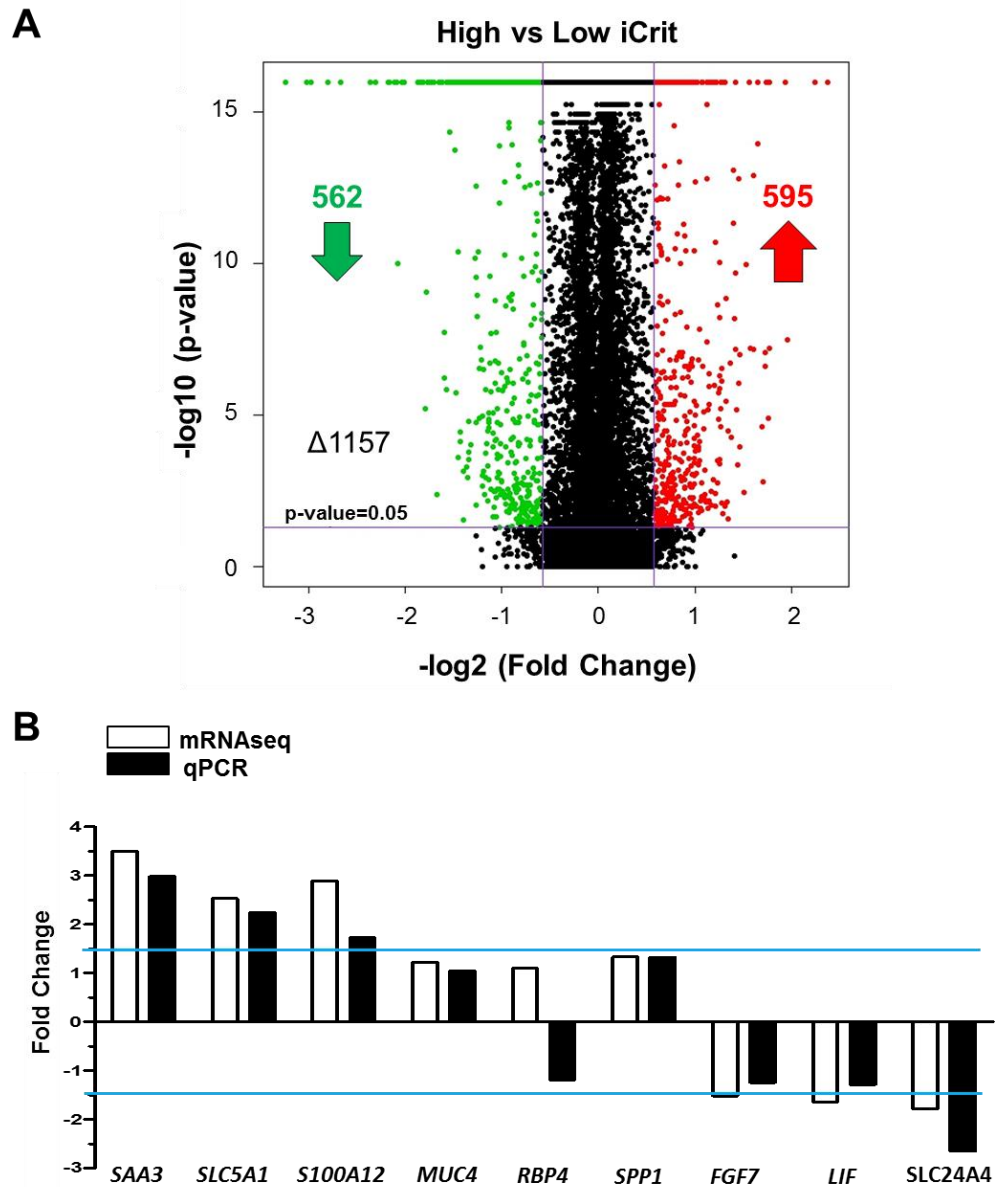 A
High vs Low iCrit
15
10
5
0
-log10 (p-value)
562
595
Δ1157
p-value=0.05
-3 -2 -1 0 1 2
-log2 (Fold Change)
B
mRNAseq
qPCR
Fold Change
4
3
2
1
0
-1
-2
-3
SAA3 SLC5A1 S100A12 MUC4 RBP4 SPP1 FGF7 LIF SLC24A4